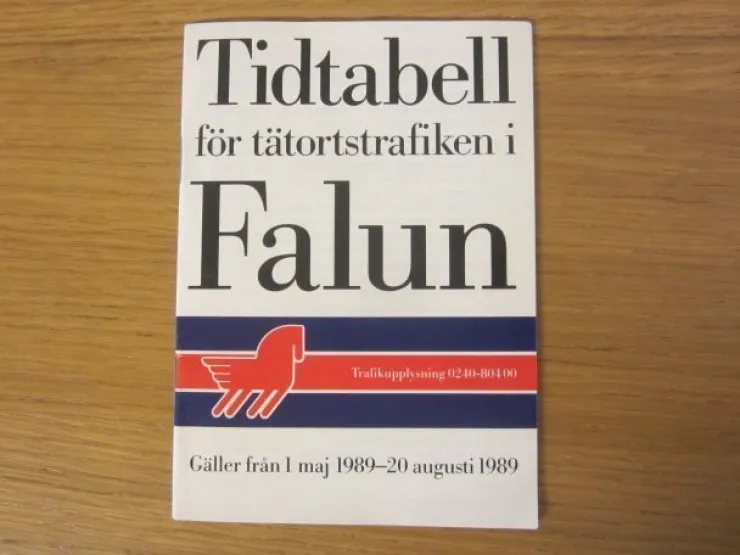 Tidtabell
för tätortstrafiken i
Falun
Trafikupplysning 0240-804 00
Gäller från 1 maj 1989–20 augusti 1989